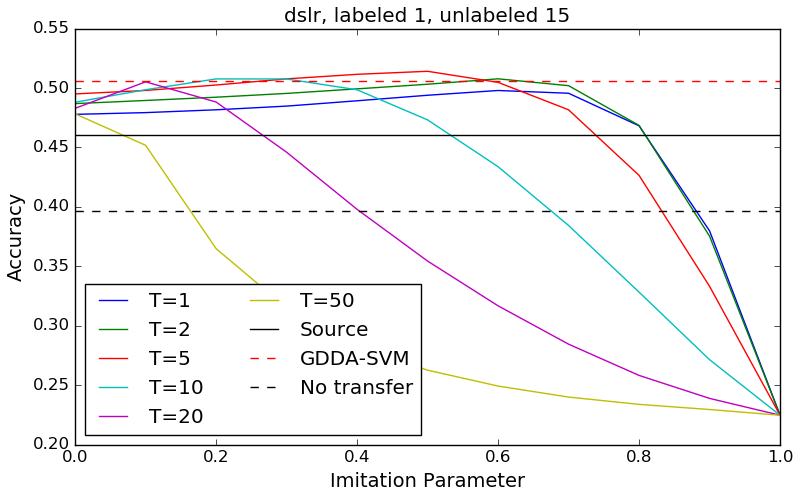 dslr, labeled 1, unlabeled 15
Accuracy
0.55
0.50
0.45
0.40
0.35
0.30
0.25
0.20
T=1
T=2
T=5
T=10
T=20
T=50
Source
GDDA-SVM
No transfer
0.0 0.2 0.4 0.6 0.8 1.0
Imitation Parameter